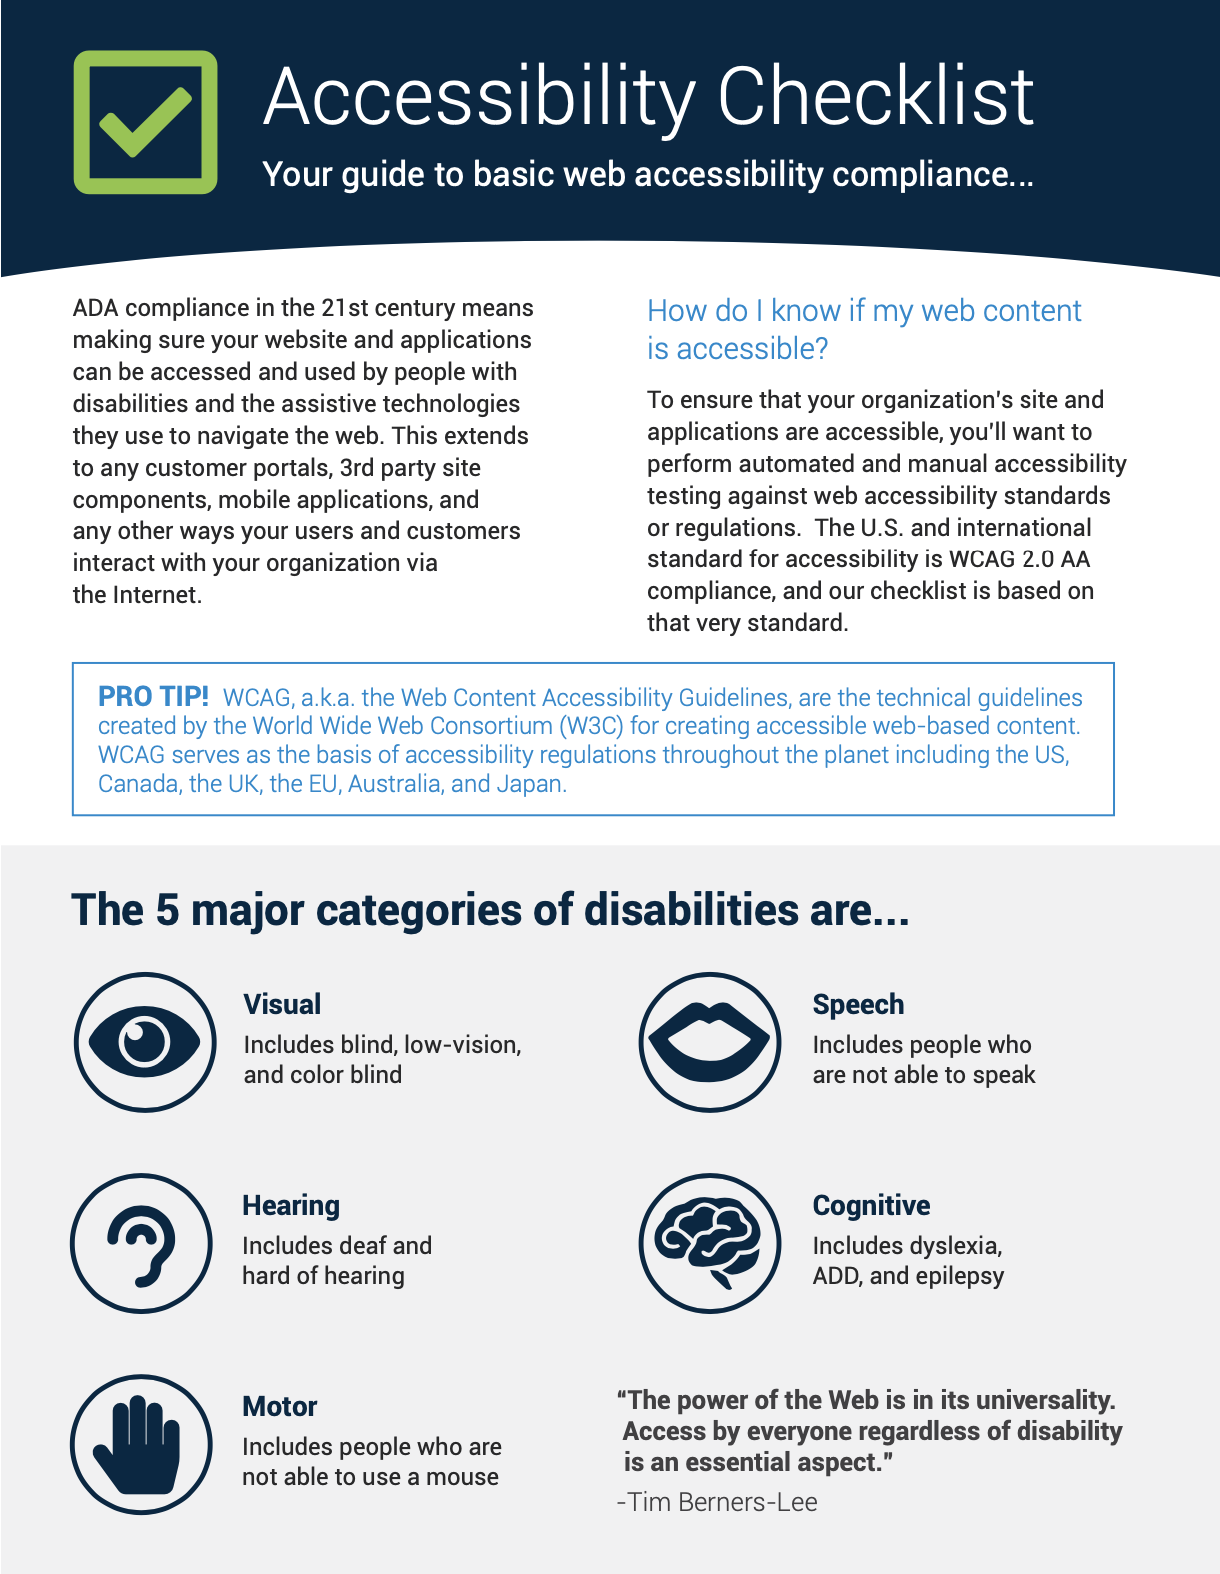 Accessibility Checklist
Your guide to basic web accessibility compliance...
ADA compliance in the 21st century means
making sure your website and applications
can be accessed and used by people with
disabilities and the assistive technologies
they use to navigate the web. This extends
to any customer portals, 3rd party site
components, mobile applications, and
any other ways your users and customers
interact with your organization via
the Internet.
How do I know if my web content
is accessible?
To ensure that your organization's site and
applications are accessible, you'll want to
perform automated and manual accessibility
testing against web accessibility standards
or regulations.  The U.S. and international
standard for accessibility is WCAG 2.0 AA
compliance, and our checklist is based on
that very standard.
PRO TIP!  WCAG, a.k.a. the Web Content Accessibility Guidelines, are the technical guidelines
created by the World Wide Web Consortium (W3C) for creating accessible web-based content.
WCAG serves as the basis of accessibility regulations throughout the planet including the US,
Canada, the UK, the EU, Australia, and Japan.
The 5 major categories of disabilities are...
Visual
Includes blind, low-vision,
and color blind
Speech
Includes people who
are not able to speak
Hearing
Includes deaf and
hard of hearing
Cognitive
Includes dyslexia,
ADD, and epilepsy
Motor
Includes people who are
not able to use a mouse
“The power of the Web is in its universality.
Access by everyone regardless of disability
is an essential aspect.”
-Tim Berners-Lee